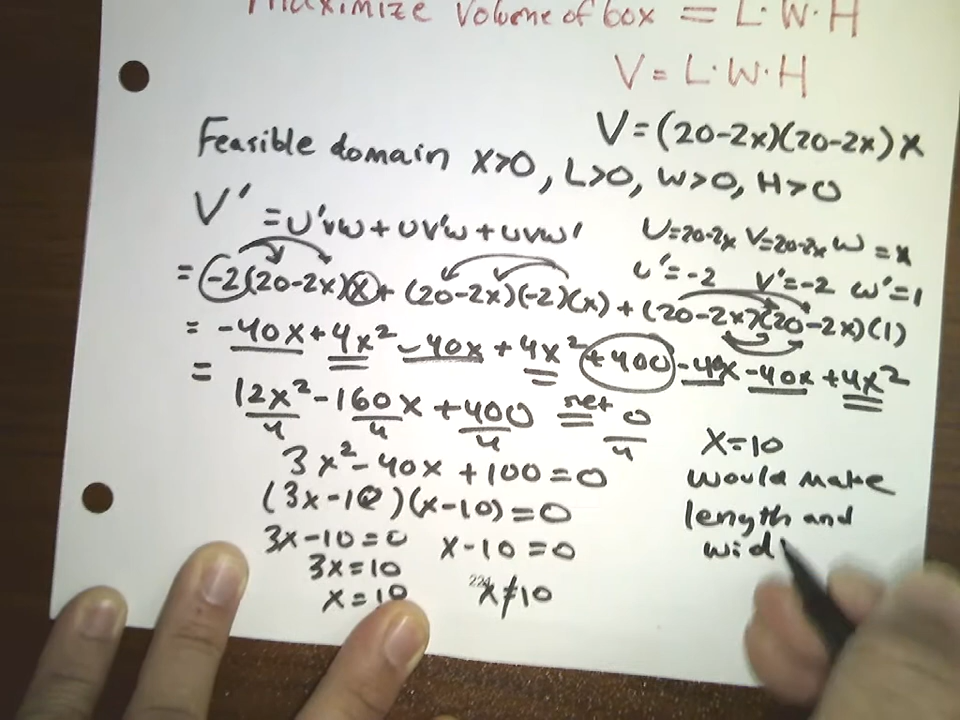 Maximize Volume of box = L·W·H
V = L·W·H
V=(20-2x)(20-2x)x
Feasible domain x>0, L>0, W>0, H>0
V' = u'vw + uv'w + uvw'
U=20-2x V=20-2x W=x
u'=-2 V'=-2 w'=1
= -2(20-2x)(x) + (20-2x)(-2)(x) + (20-2x)(20-2x)(1)
= -40x+4x² -40x + 4x² +400 -40x -40x +4x²
= 12x²/4 - 160x/4 + 400/4 set = 0/4
3x² - 40x + 100 = 0
(3x-10)(x-10) = 0
3x-10=0 x-10=0
3x=10
x=10 x≠10
224
X=10
would make
length and
wid